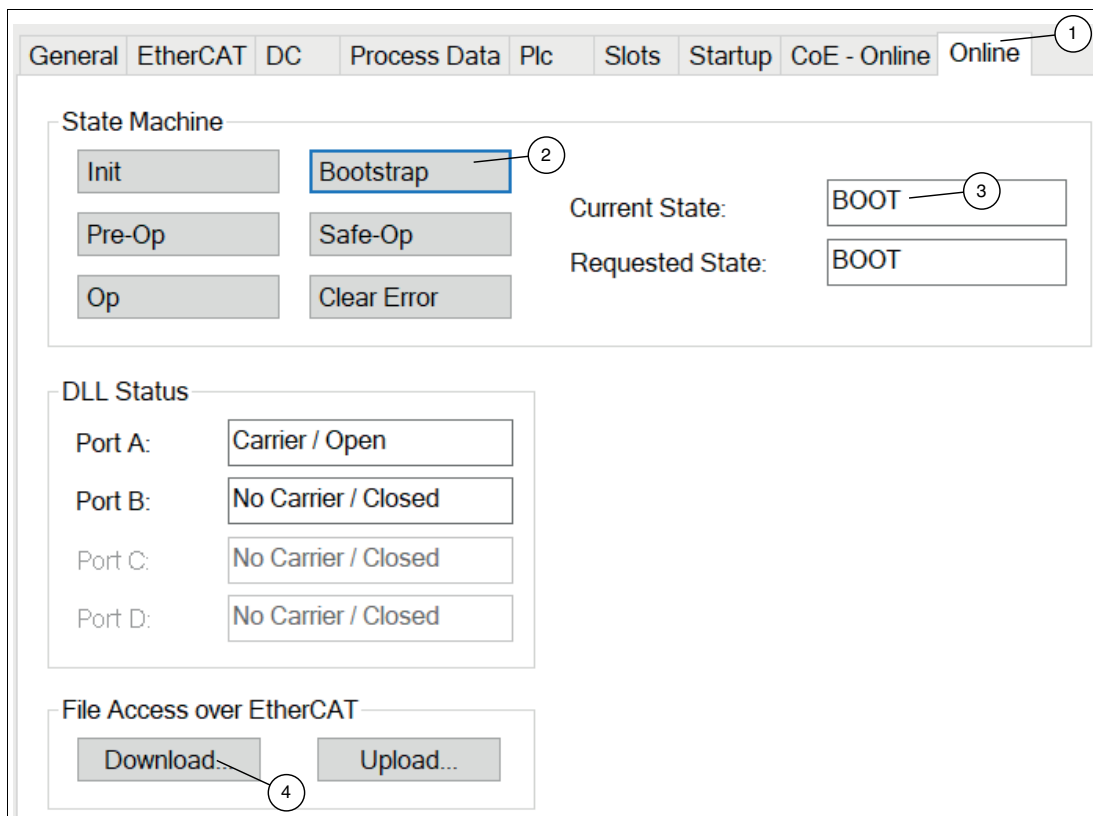 General EtherCAT DC Process Data Plc Slots Startup CoE - Online Online 1
State Machine
Init Bootstrap 2
Current State: BOOT 3
Pre-Op Safe-Op
Requested State: BOOT
Op Clear Error
DLL Status
Port A: Carrier / Open
Port B: No Carrier / Closed
Port C: No Carrier / Closed
Port D: No Carrier / Closed
File Access over EtherCAT
Download... Upload...
4